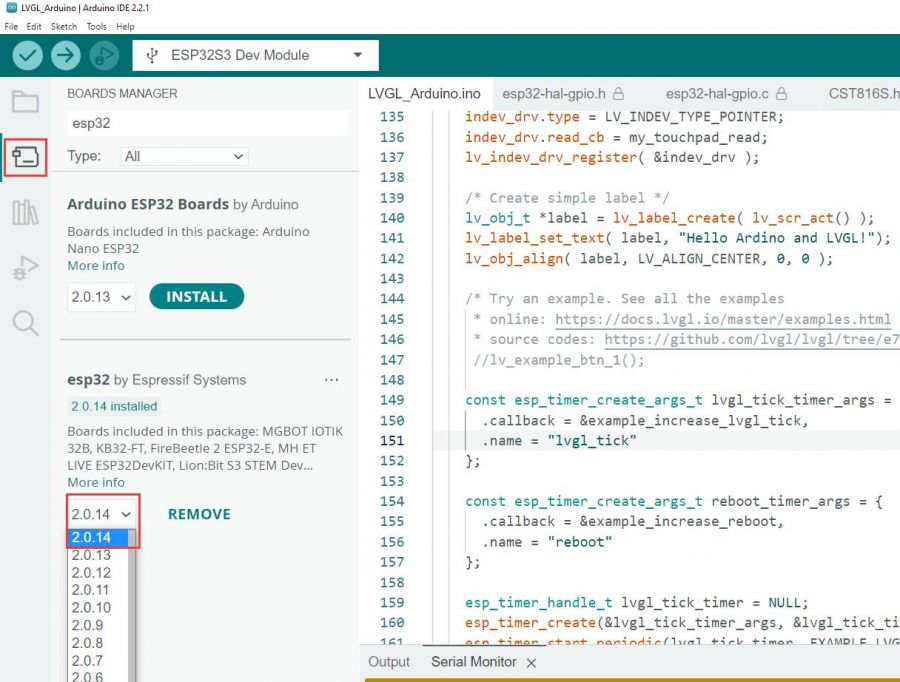 LVGL_Arduino | Arduino IDE 2.2.1
File Edit Sketch Tools Help
ESP32S3 Dev Module
BOARDS MANAGER
esp32
Type: All
Arduino ESP32 Boards by Arduino
Boards included in this package: Arduino
Nano ESP32
More info
2.0.13 INSTALL
esp32 by Espressif Systems ...
2.0.14 installed
Boards included in this package: MGBOT IOTIK
32B, KB32-FT, FireBeetle 2 ESP32-E, MH ET
LIVE ESP32DevKIT, Lion:Bit S3 STEM Dev...
More info
2.0.14 REMOVE
2.0.14
2.0.13
2.0.12
2.0.11
2.0.10
2.0.9
2.0.8
2.0.7
2.0.6
LVGL_Arduino.ino esp32-hal-gpio.h esp32-hal-gpio.c CST816S.h
135 indev_drv.type = LV_INDEV_TYPE_POINTER;
136 indev_drv.read_cb = my_touchpad_read;
137 lv_indev_drv_register( &indev_drv );
138
139 /* Create simple label */
140 lv_obj_t *label = lv_label_create( lv_scr_act() );
141 lv_label_set_text( label, "Hello Ardino and LVGL!");
142 lv_obj_align( label, LV_ALIGN_CENTER, 0, 0 );
143
144 /* Try an example. See all the examples
145 * online: https://docs.lvgl.io/master/examples.html
146 * source codes: https://github.com/lvgl/lvgl/tree/e7
147 //lv_example_btn_1();
148
149 const esp_timer_create_args_t lvgl_tick_timer_args =
150 .callback = &example_increase_lvgl_tick,
151 .name = "lvgl_tick"
152 };
153
154 const esp_timer_create_args_t reboot_timer_args = {
155 .callback = &example_increase_reboot,
156 .name = "reboot"
157 };
158
159 esp_timer_handle_t lvgl_tick_timer = NULL;
160 esp_timer_create(&lvgl_tick_timer_args, &lvgl_tick_ti
161 esp_timer_start_periodic(lvgl_tick_timer, EXAMPLE_LVG
Output Serial Monitor